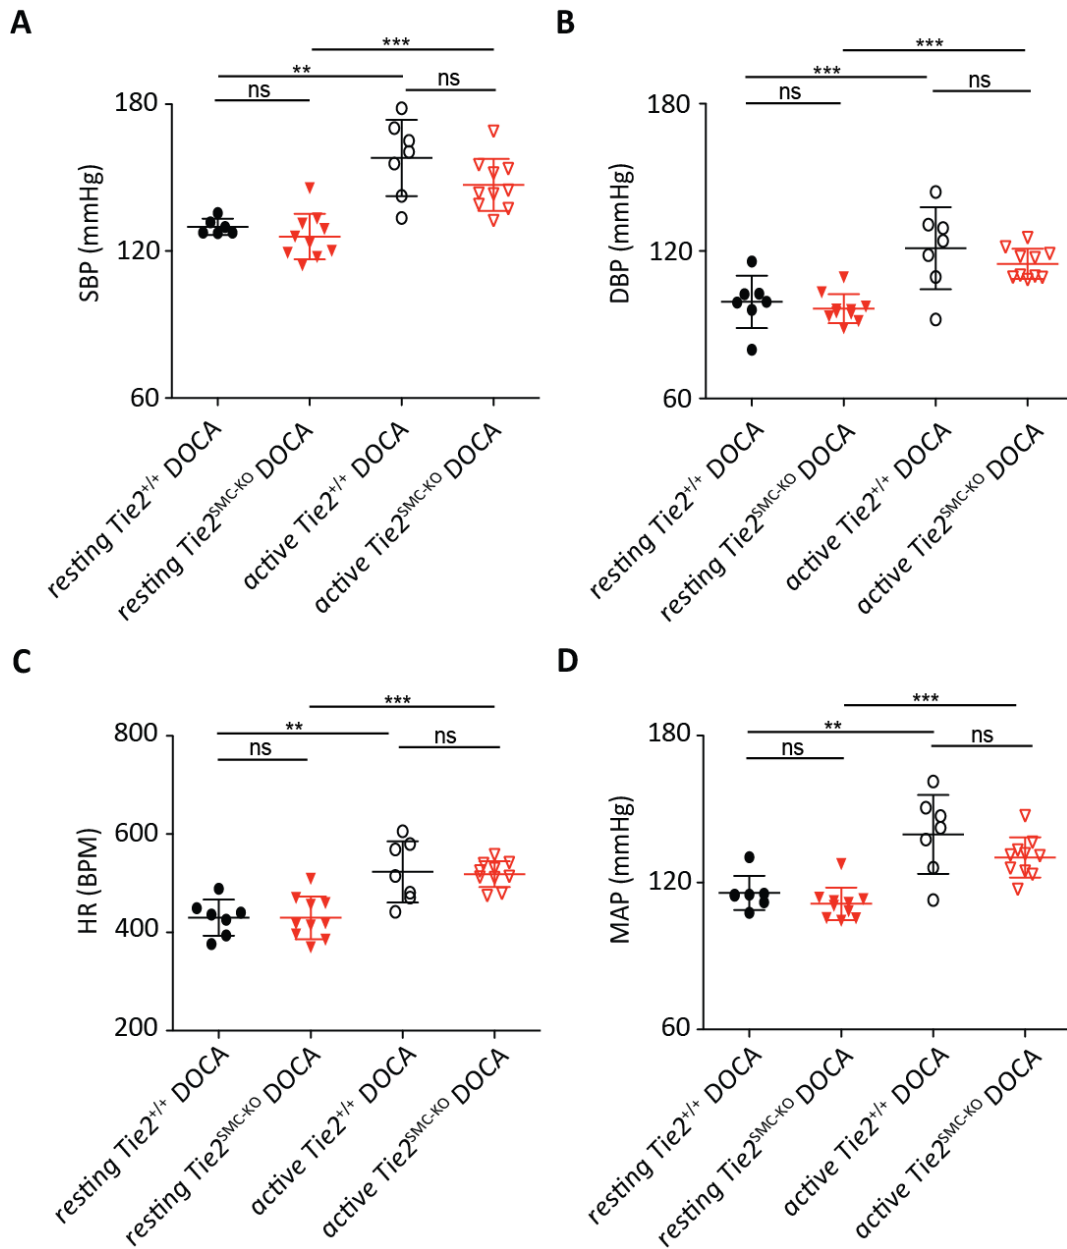 A
***
**
ns
ns
180
120
60
SBP (mmHg)
resting Tie2+/+ DOCA
resting Tie2SMC-KO DOCA
active Tie2+/+ DOCA
active Tie2SMC-KO DOCA
B
***
***
ns
ns
180
120
60
DBP (mmHg)
resting Tie2+/+ DOCA
resting Tie2SMC-KO DOCA
active Tie2+/+ DOCA
active Tie2SMC-KO DOCA
C
***
**
ns
ns
800
600
400
200
HR (BPM)
resting Tie2+/+ DOCA
resting Tie2SMC-KO DOCA
active Tie2+/+ DOCA
active Tie2SMC-KO DOCA
D
***
**
ns
ns
180
120
60
MAP (mmHg)
resting Tie2+/+ DOCA
resting Tie2SMC-KO DOCA
active Tie2+/+ DOCA
active Tie2SMC-KO DOCA